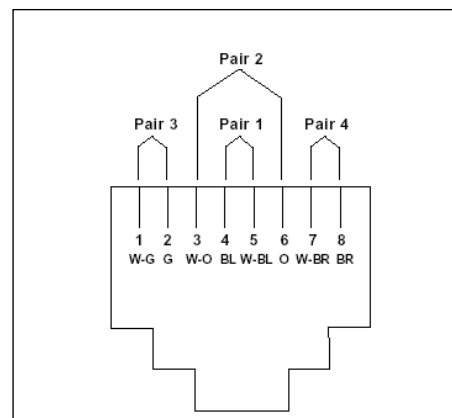 Pair 2
Pair 3 Pair 1 Pair 4
1 2 3 4 5 6 7 8
W-G G W-O BL W-BL O W-BR BR